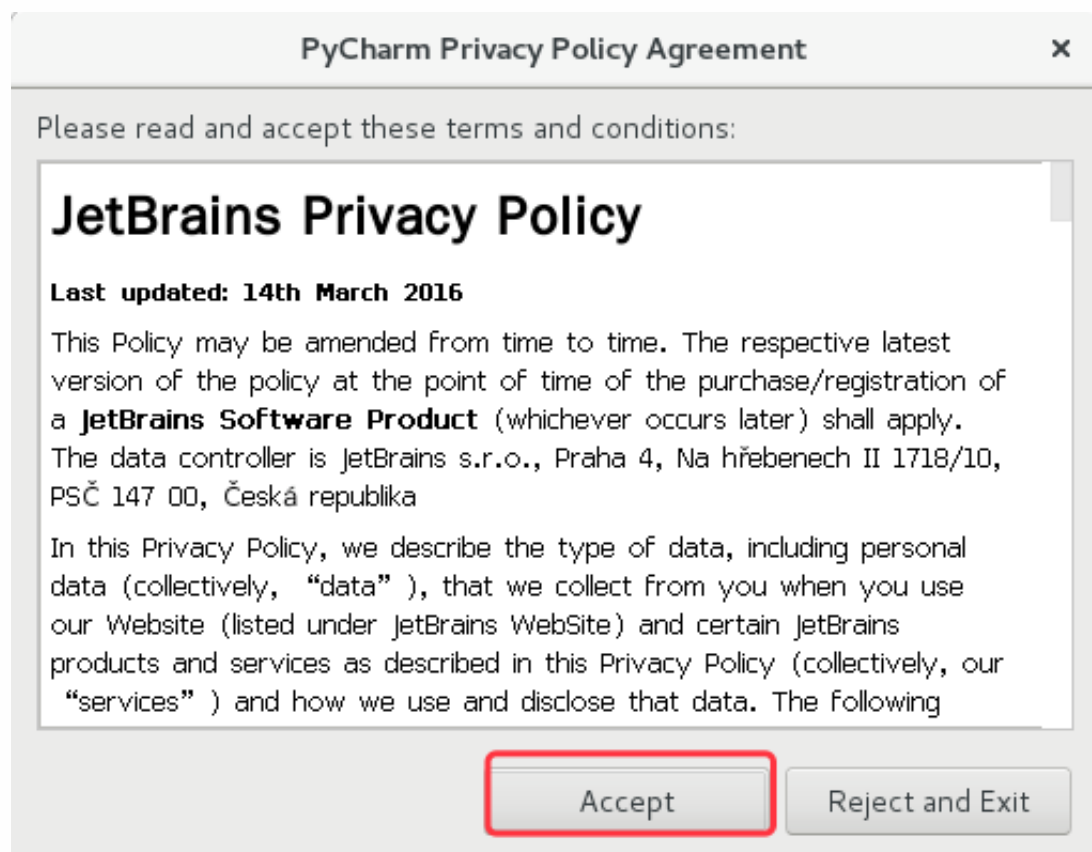 PyCharm Privacy Policy Agreement ×
Please read and accept these terms and conditions:
JetBrains Privacy Policy
Last updated: 14th March 2016
This Policy may be amended from time to time. The respective latest
version of the policy at the point of time of the purchase/registration of
a JetBrains Software Product (whichever occurs later) shall apply.
The data controller is JetBrains s.r.o., Praha 4, Na hřebenech II 1718/10,
PSČ 147 00, Česká republika
In this Privacy Policy, we describe the type of data, including personal
data (collectively, “data” ), that we collect from you when you use
our Website (listed under JetBrains WebSite) and certain JetBrains
products and services as described in this Privacy Policy (collectively, our
“services” ) and how we use and disclose that data. The following
Accept Reject and Exit